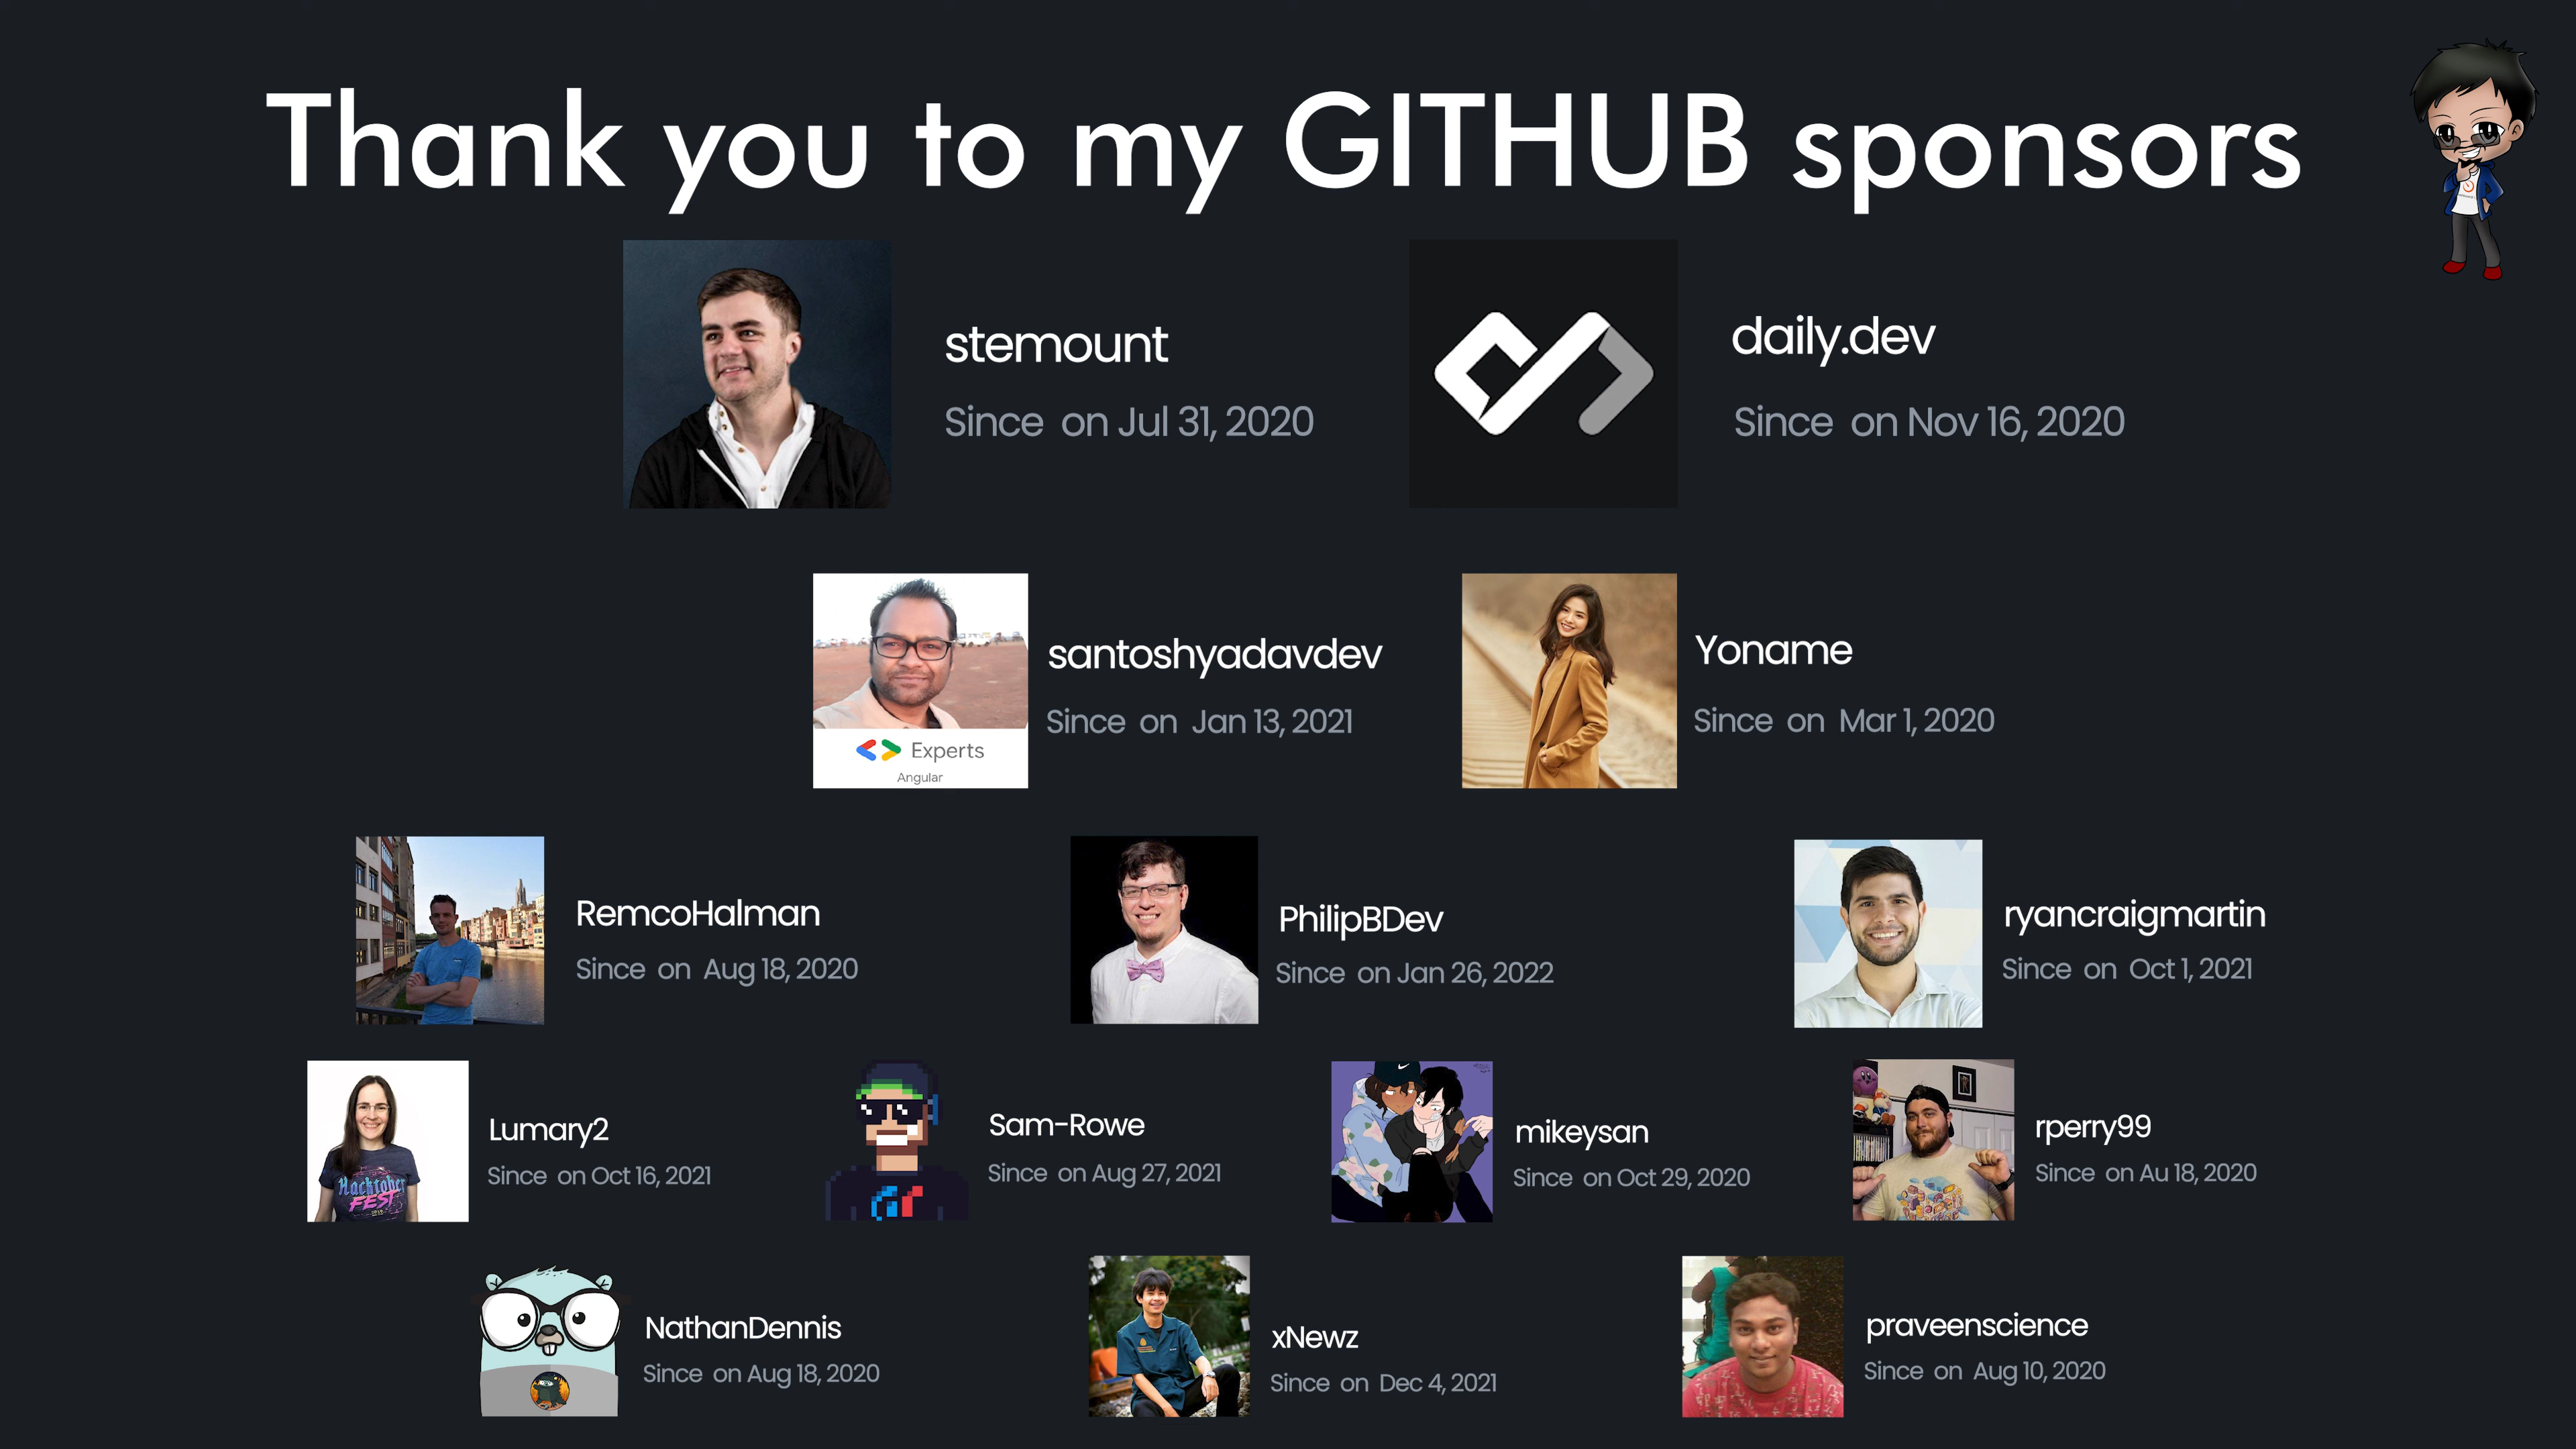 Thank you to my GITHUB sponsors
stemount
Since on Jul 31, 2020
daily.dev
Since on Nov 16, 2020
santoshyadavdev
Since on Jan 13, 2021
Experts
Angular
Yoname
Since on Mar 1, 2020
RemcoHalman
Since on Aug 18, 2020
PhilipBDev
Since on Jan 26, 2022
ryancraigmartin
Since on Oct 1, 2021
Hacktober
FEST
Lumary2
Since on Oct 16, 2021
Sam-Rowe
Since on Aug 27, 2021
mikeysan
Since on Oct 29, 2020
rperry99
Since on Au 18, 2020
NathanDennis
Since on Aug 18, 2020
xNewz
Since on Dec 4, 2021
praveenscience
Since on Aug 10, 2020